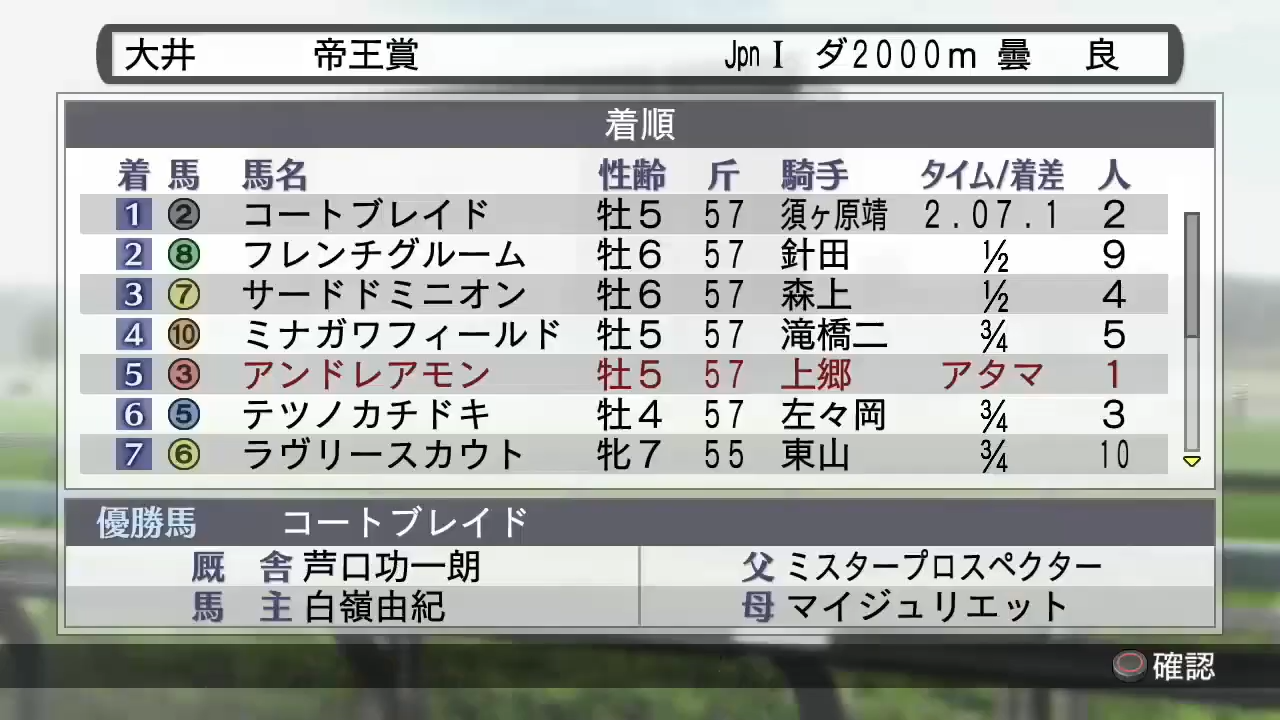 大井 帝王賞 Jpn I ダ2000m 曇 良
着順
着 馬 馬名 性齢 斤 騎手 タイム/着差 人
1 ② コートブレイド 牡5 57 須ヶ原靖 2.07.1 2
2 ⑧ フレンチグルーム 牡6 57 針田 ½ 9
3 ⑦ サードドミニオン 牡6 57 森上 ½ 4
4 ⑩ ミナガワフィールド 牡5 57 滝橋二 ¾ 5
5 ③ アンドレアモン 牡5 57 上郷 アタマ 1
6 ⑤ テツノカチドキ 牡4 57 左々岡 ¾ 3
7 ⑥ ラヴリースカウト 牝7 55 東山 ¾ 10
優勝馬 コートブレイド
厩舎 芦口功一朗 父 ミスタープロスペクター
馬主 白嶺由紀 母 マイジュリエット
確認